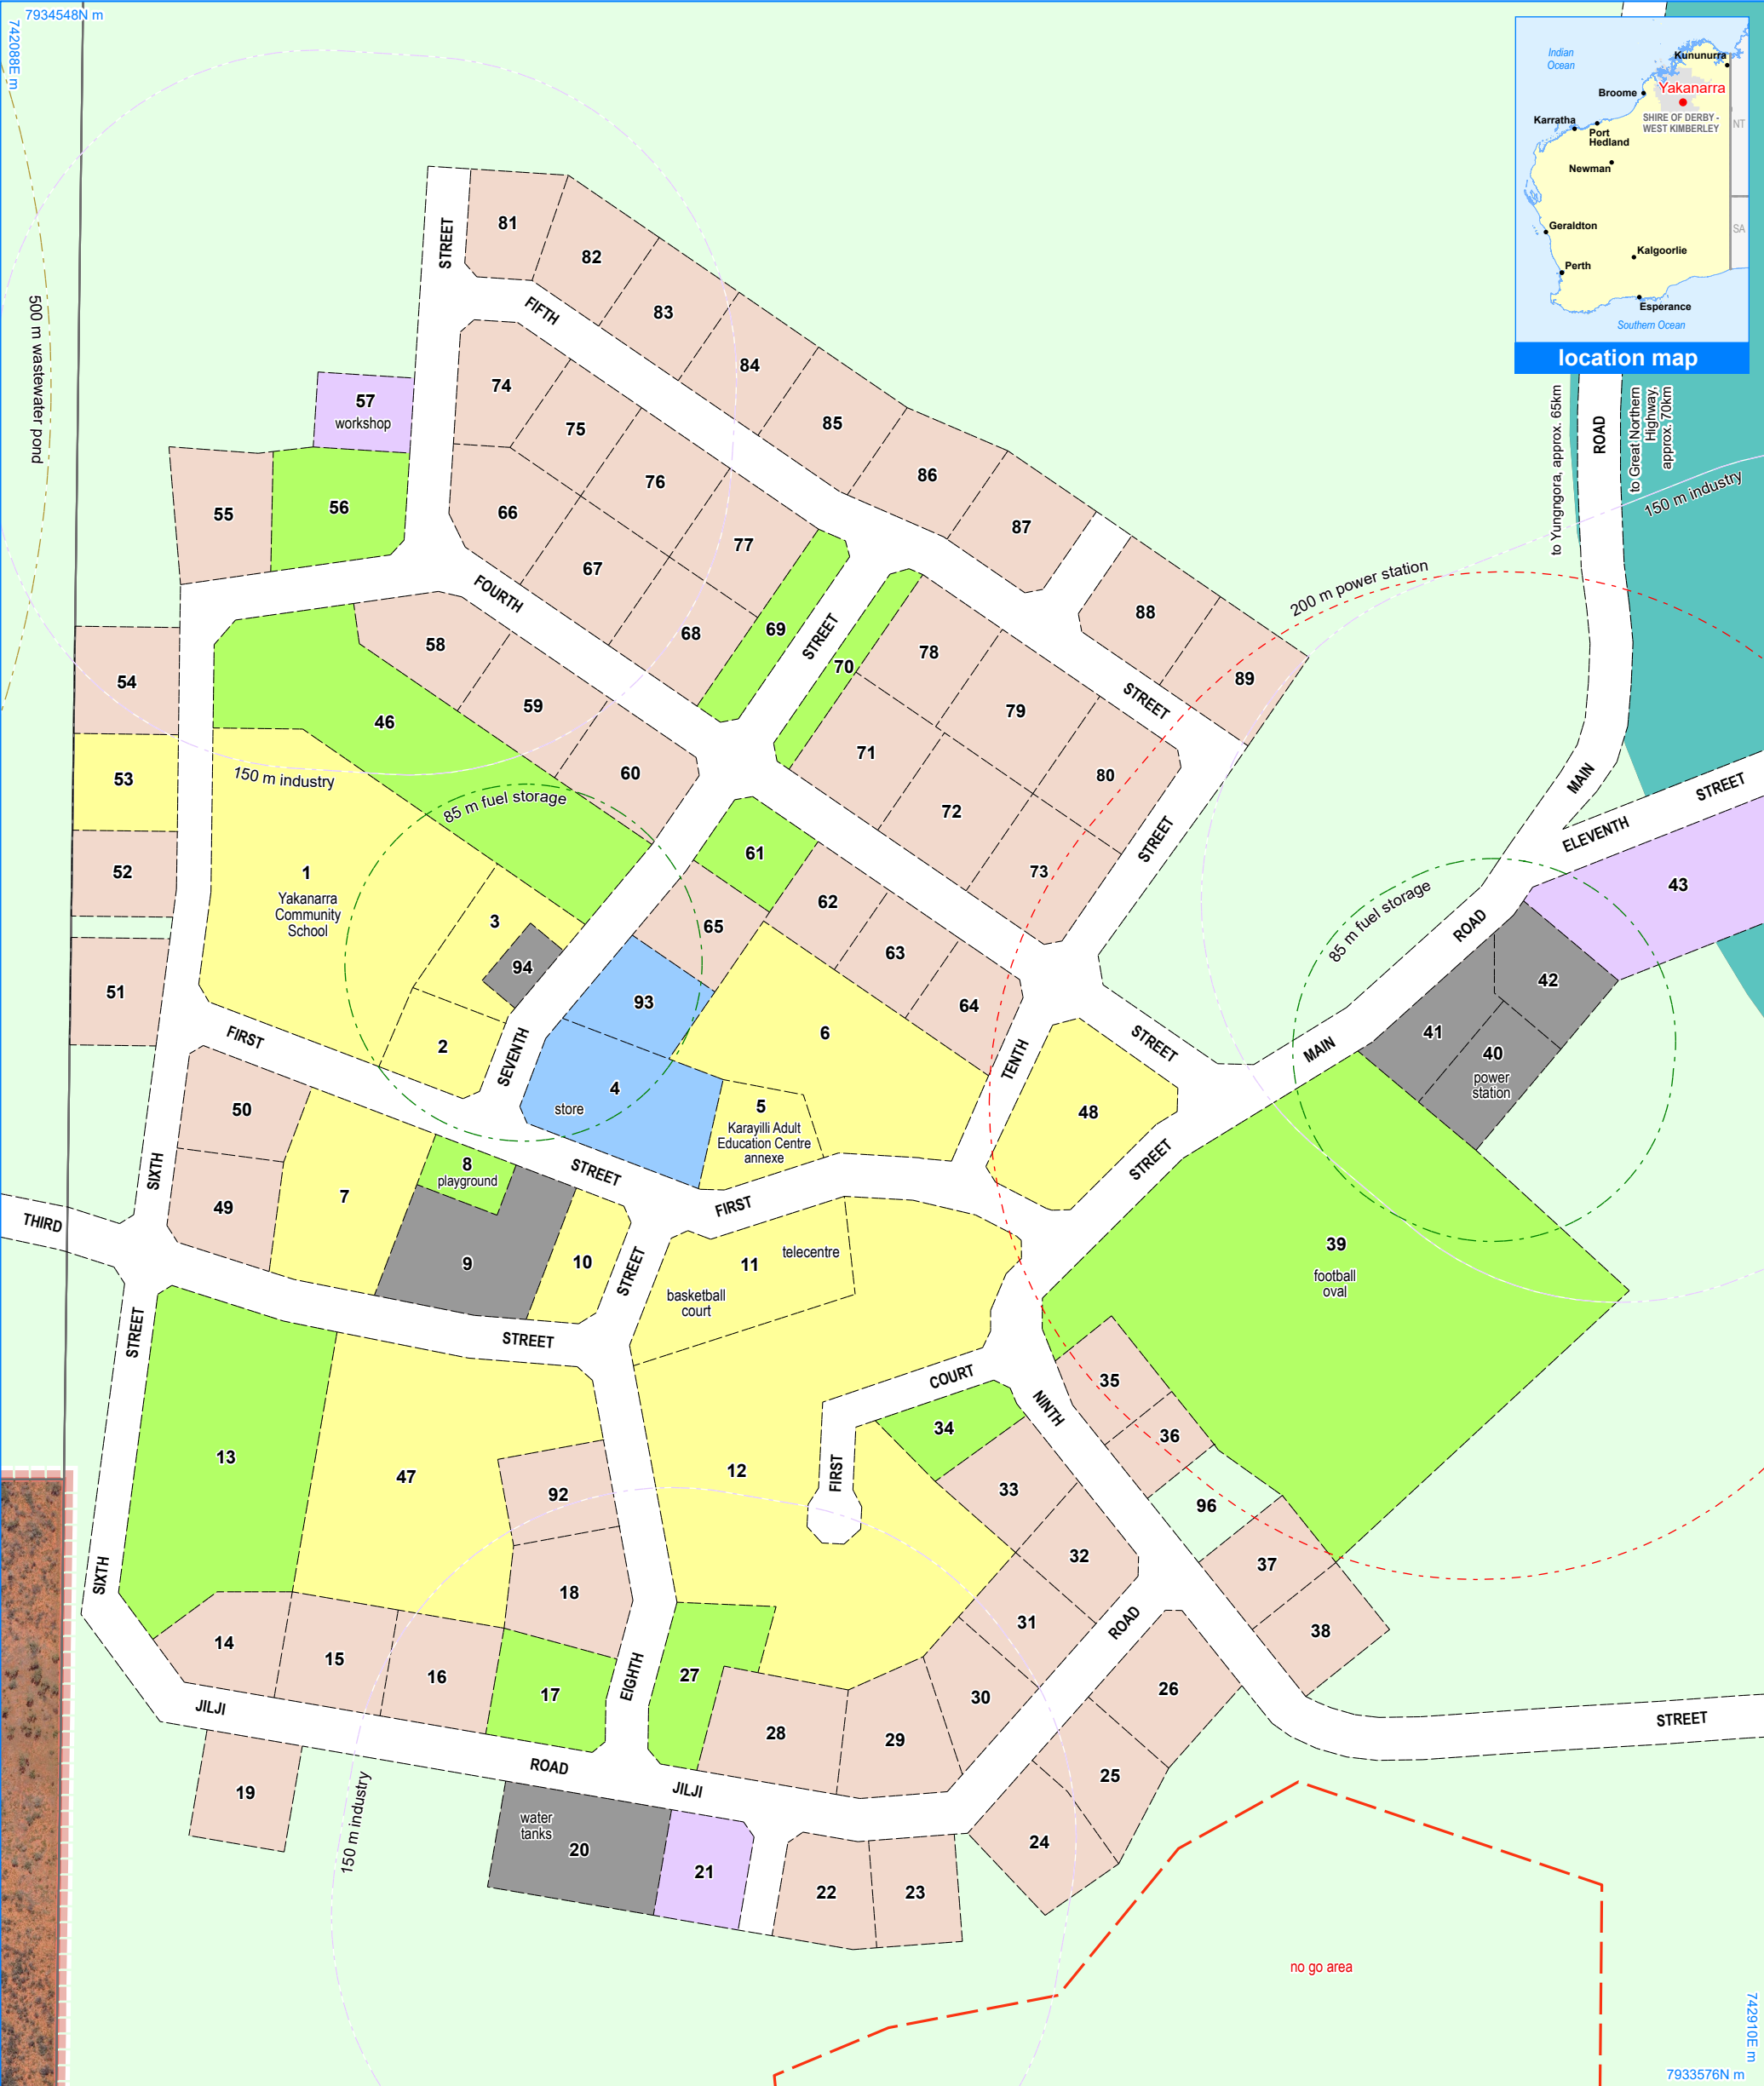 7934548N m
742088E m
Indian
Ocean
Kununurra
Broome
Yakanarra
SHIRE OF DERBY -
WEST KIMBERLEY
NT
Karratha
Port
Hedland
Newman
Geraldton
SA
Kalgoorlie
Perth
Esperance
Southern Ocean
location map
500 m wastewater pond
STREET
81
82
FIFTH
83
84
74
85
57
workshop
75
to Yungngora, approx. 65km
ROAD
to Great Northern
Highway,
approx. 70km
76
86
150 m industry
55
56
66
87
77
67
FOURTH
200 m power station
88
58
68
69
STREET
70
78
54
89
59
46
STREET
79
71
60
80
53
150 m industry
85 m fuel storage
MAIN
STREET
72
ELEVENTH
STREET
61
1
Yakanarra
Community
School
52
73
43
62
3
65
85 m fuel storage
ROAD
63
94
51
93
64
42
6
FIRST
2
SEVENTH
TENTH
STREET
MAIN
41
40
power
station
4
store
50
5
Karayilli Adult
Education Centre
annexe
48
STREET
SIXTH
8
playground
STREET
7
49
FIRST
THIRD
39
football
oval
9
10
STREET
11
telecentre
basketball
court
STREET
STREET
35
COURT
NINTH
34
36
13
47
12
FIRST
33
92
96
32
37
SIXTH
18
31
ROAD
38
14
15
16
27
EIGHTH
17
30
26
JILJI
28
29
STREET
ROAD
25
JILJI
19
150 m industry
water
tanks
20
24
21
22
23
no go area
742910E m
7933576N m